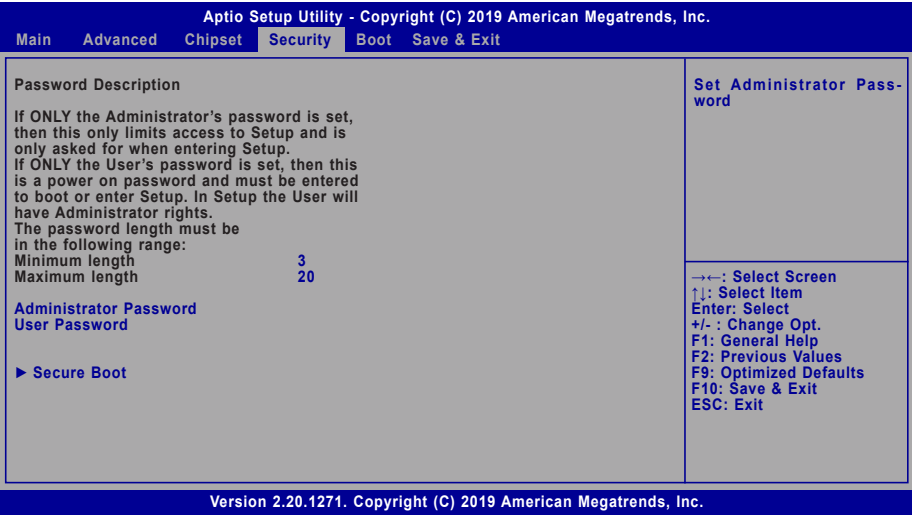 Aptio Setup Utility - Copyright (C) 2019 American Megatrends, Inc.
Main Advanced Chipset Security Boot Save & Exit
Password Description
If ONLY the Administrator's password is set,
then this only limits access to Setup and is
only asked for when entering Setup.
If ONLY the User's password is set, then this
is a power on password and must be entered
to boot or enter Setup. In Setup the User will
have Administrator rights.
The password length must be
in the following range:
Minimum length 3
Maximum length 20
Administrator Password
User Password
► Secure Boot
Set Administrator Pass-
word
→←: Select Screen
↑↓: Select Item
Enter: Select
+/- : Change Opt.
F1: General Help
F2: Previous Values
F9: Optimized Defaults
F10: Save & Exit
ESC: Exit
Version 2.20.1271. Copyright (C) 2019 American Megatrends, Inc.